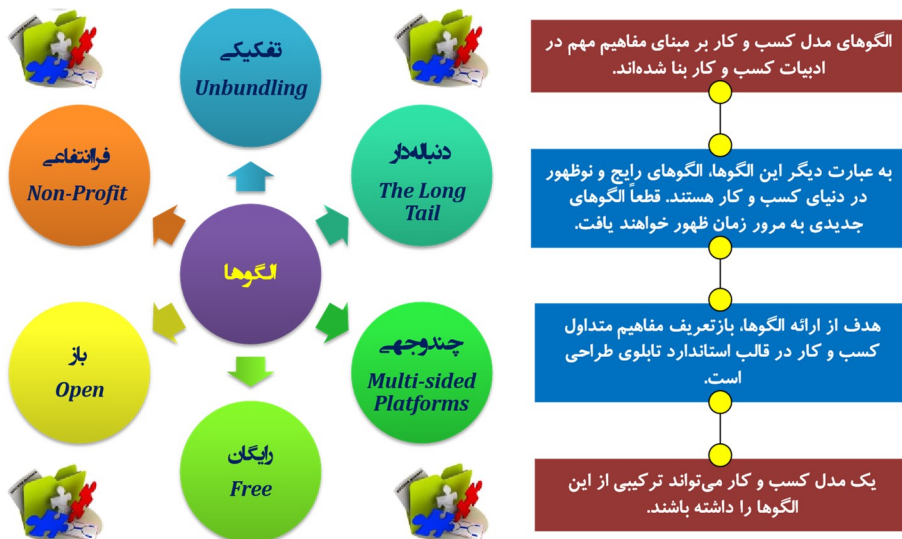 الگوهای مدل کسب و کار بر مبنای مفاهیم مهم در
ادبیات کسب و کار بنا شده‌اند.
به عبارت دیگر این الگوها، الگوهای رایج و نوظهور
در دنیای کسب و کار هستند. قطعاً الگوهای
جدیدی به مرور زمان ظهور خواهند یافت.
هدف از ارائه الگوها، بازتعریف مفاهیم متداول
کسب و کار در قالب استاندارد تابلوی طراحی
است.
یک مدل کسب و کار می‌تواند ترکیبی از این
الگوها را داشته باشند.
الگوها
تفکیکی
Unbundling
دنباله‌دار
The Long
Tail
چندوجهی
Multi-sided
Platforms
رایگان
Free
باز
Open
فراانتفاعی
Non-Profit